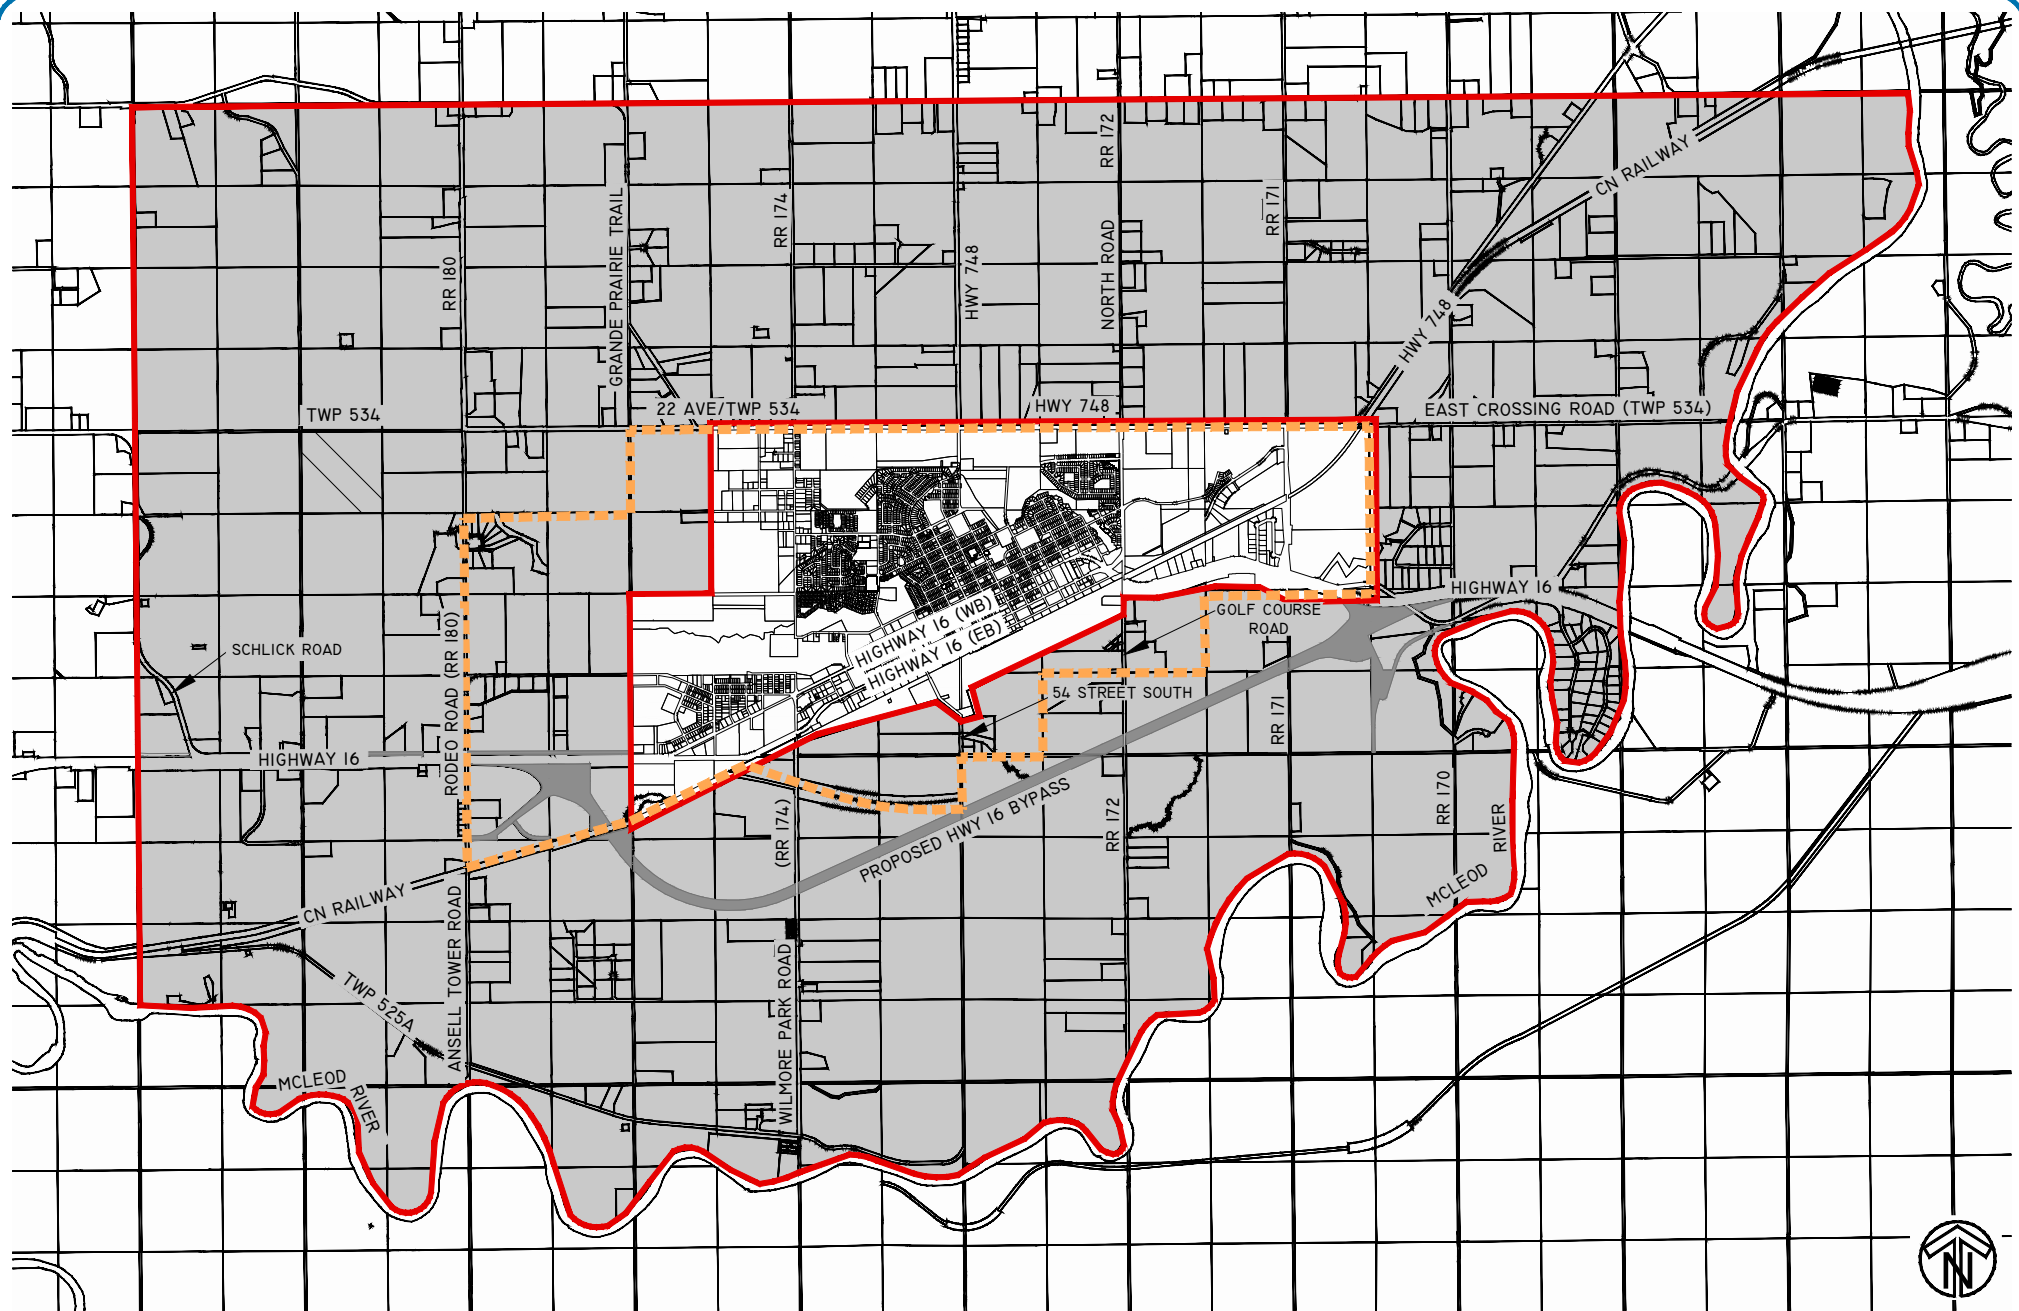 RR 172
CN RAILWAY
RR 171
RR 174
GRANDE PRAIRIE TRAIL
NORTH ROAD
HWY 748
RR 180
HWY 748
TWP 534
22 AVE/TWP 534
HWY 748
EAST CROSSING ROAD (TWP 534)
HIGHWAY 16
HIGHWAY 16 (WB)
HIGHWAY 16 (EB)
GOLF COURSE
ROAD
SCHLICK ROAD
RODEO ROAD (RR 180)
54 STREET SOUTH
RR 171
HIGHWAY 16
RR 170
RIVER
MCLEOD
(RR 174)
RR 172
PROPOSED HWY 16 BYPASS
CN RAILWAY
ANSELL TOWER ROAD
WILMORE PARK ROAD
TWP 525A
MCLEOD
RIVER
N